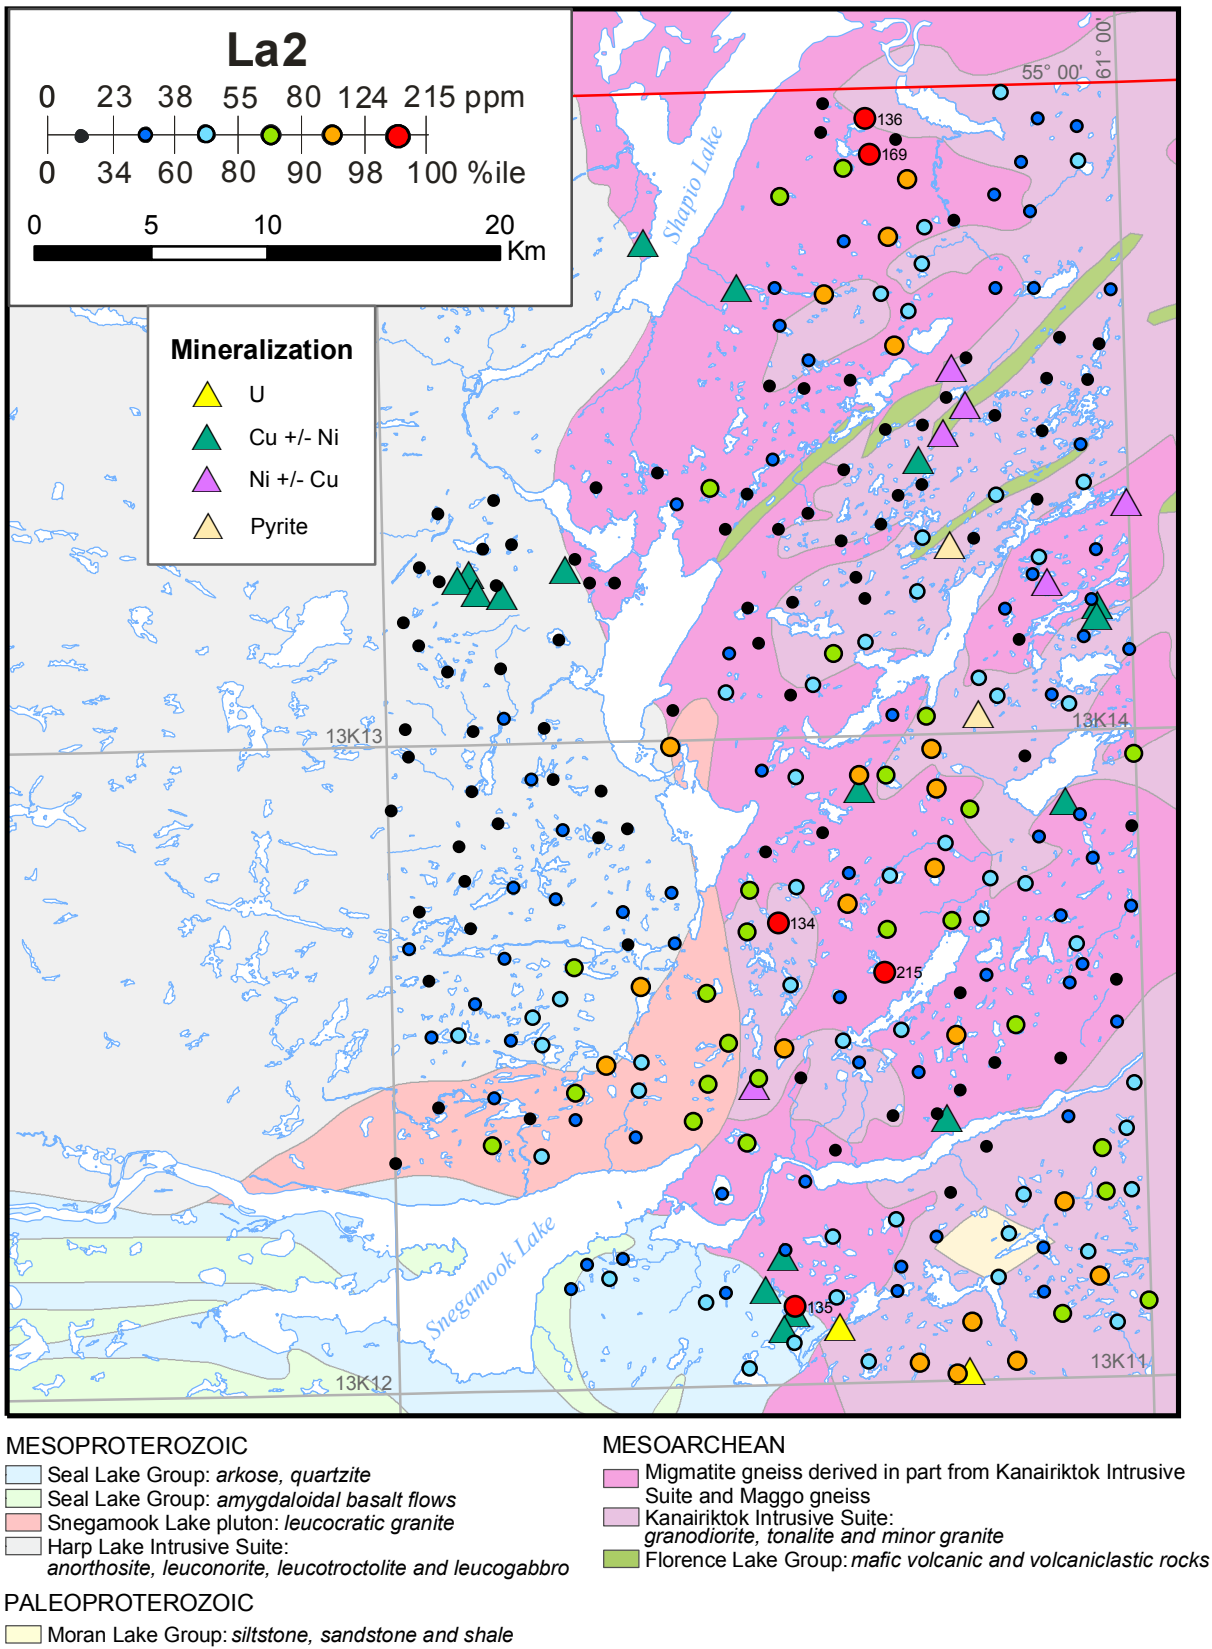 La2
0 23 38 55 80 124 215 ppm
0 34 60 80 90 98 100 %ile
0 5 10 20
Km
Mineralization
U
Cu +/- Ni
Ni +/- Cu
Pyrite
55° 00'
61° 00'
Shapio Lake
136
169
13K13
13K14
134
215
Snegamook Lake
135
13K12
13K11
MESOPROTEROZOIC
Seal Lake Group: arkose, quartzite
Seal Lake Group: amygdaloidal basalt flows
Snegamook Lake pluton: leucocratic granite
Harp Lake Intrusive Suite:
anorthosite, leuconorite, leucotroctolite and leucogabbro
PALEOPROTEROZOIC
Moran Lake Group: siltstone, sandstone and shale
MESOARCHEAN
Migmatite gneiss derived in part from Kanairiktok Intrusive
Suite and Maggo gneiss
Kanairiktok Intrusive Suite:
granodiorite, tonalite and minor granite
Florence Lake Group: mafic volcanic and volcaniclastic rocks